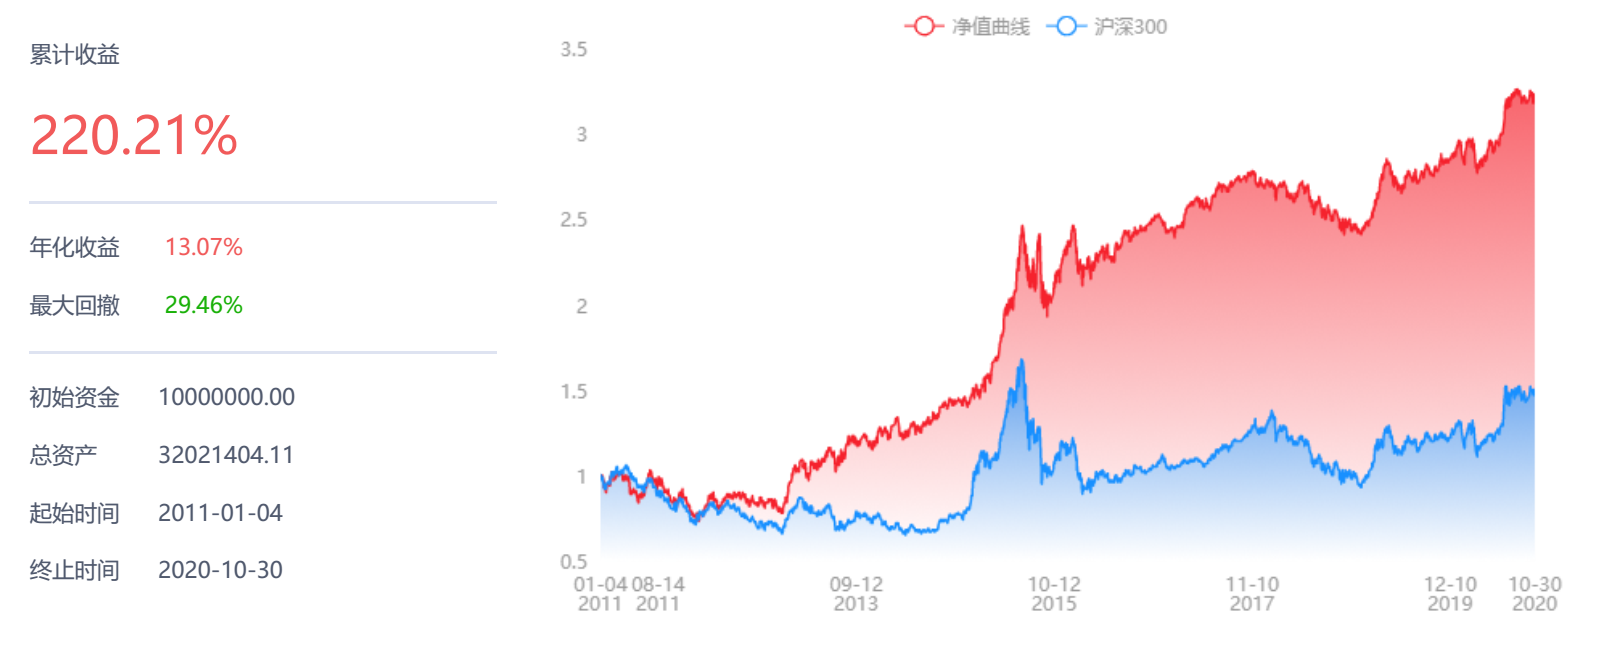 累计收益
220.21%
年化收益 13.07%
最大回撤 29.46%
初始资金 10000000.00
总资产 32021404.11
起始时间 2011-01-04
终止时间 2020-10-30
净值曲线 沪深300
3.5
3
2.5
2
1.5
1
0.5
01-04 08-14 09-12 10-12 11-10 12-10 10-30
2011 2011 2013 2015 2017 2019 2020